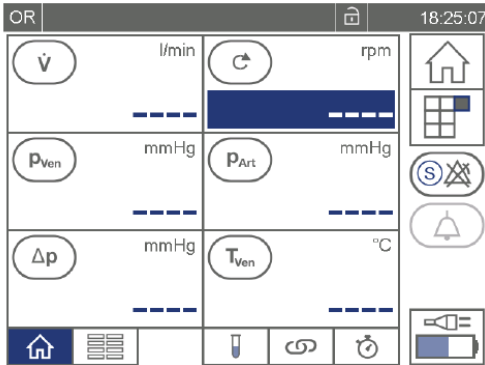 OR 18:25:07
V̇ l/min rpm
---- ----
pVen mmHg pArt mmHg
---- ----
Δp mmHg TVen °C
---- ----
S